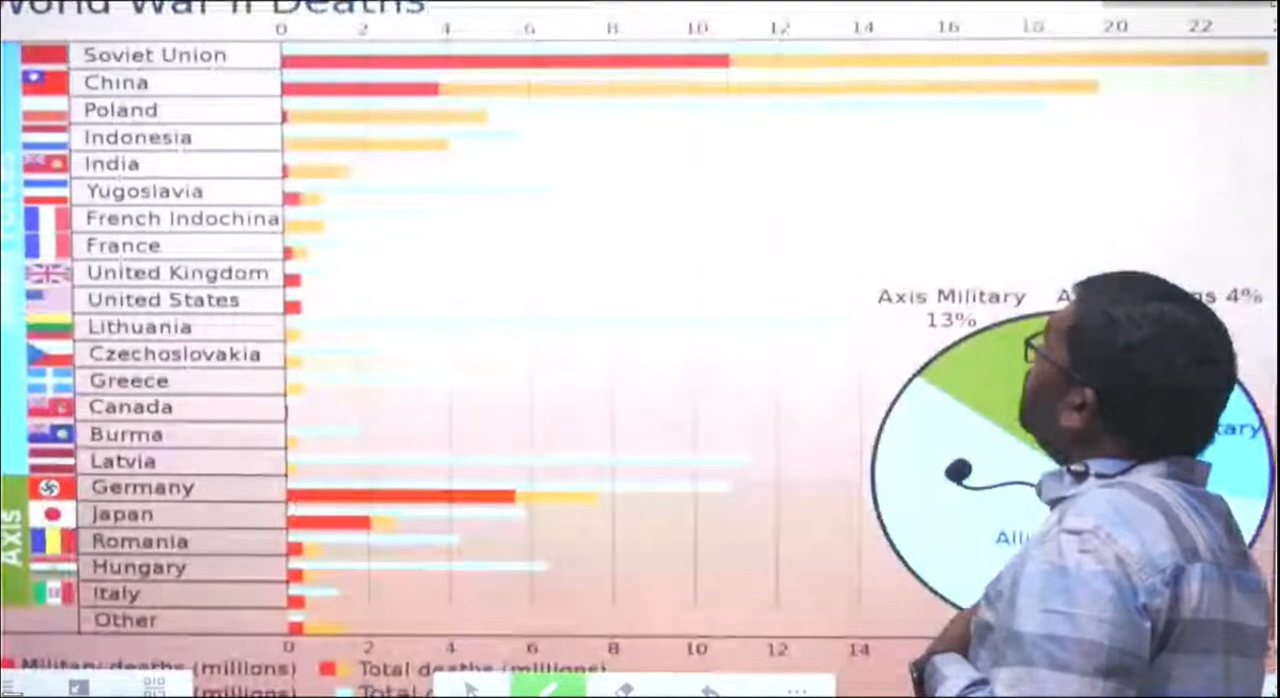 World War II Deaths
0 2 4 6 8 10 12 14 16 18 20 22
Soviet Union
China
Poland
Indonesia
India
Yugoslavia
French Indochina
France
United Kingdom
United States
Lithuania
Czechoslovakia
Greece
Canada
Burma
Latvia
Germany
Japan
Romania
Hungary
Italy
Other
AXIS
Axis Military
13%
4%
0 2 4 6 8 10 12 14
Military deaths (millions) Total deaths (millions)
(millions) Total